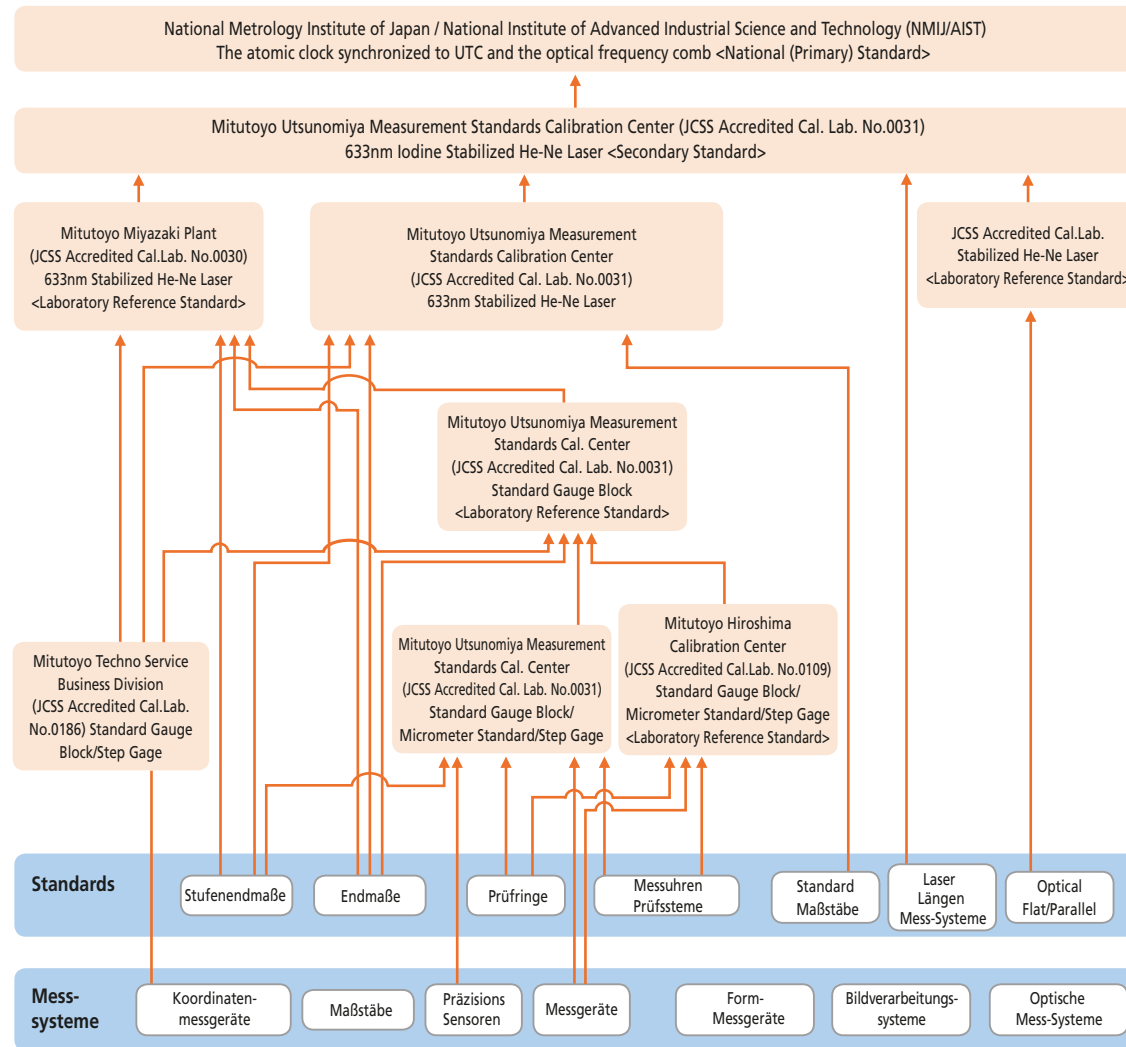 National Metrology Institute of Japan / National Institute of Advanced Industrial Science and Technology (NMIJ/AIST)
The atomic clock synchronized to UTC and the optical frequency comb <National (Primary) Standard>
Mitutoyo Utsunomiya Measurement Standards Calibration Center (JCSS Accredited Cal. Lab. No.0031)
633nm Iodine Stabilized He-Ne Laser <Secondary Standard>
Mitutoyo Miyazaki Plant
(JCSS Accredited Cal.Lab. No.0030)
633nm Stabilized He-Ne Laser
<Laboratory Reference Standard>
Mitutoyo Utsunomiya Measurement
Standards Calibration Center
(JCSS Accredited Cal. Lab. No.0031)
633nm Stabilized He-Ne Laser
JCSS Accredited Cal.Lab.
Stabilized He-Ne Laser
<Laboratory Reference Standard>
Mitutoyo Utsunomiya Measurement
Standards Cal. Center
(JCSS Accredited Cal. Lab. No.0031)
Standard Gauge Block
<Laboratory Reference Standard>
Mitutoyo Techno Service
Business Division
(JCSS Accredited Cal.Lab.
No.0186) Standard Gauge
Block/Step Gage
Mitutoyo Utsunomiya Measurement
Standards Cal. Center
(JCSS Accredited Cal. Lab. No.0031)
Standard Gauge Block/
Micrometer Standard/Step Gage
Mitutoyo Hiroshima
Calibration Center
(JCSS Accredited Cal.Lab. No.0109)
Standard Gauge Block/
Micrometer Standard/Step Gage
<Laboratory Reference Standard>
Standards
Stufenendmaße
Endmaße
Prüfringe
Messuhren
Prüfssteme
Standard
Maßstäbe
Laser
Längen
Mess-Systeme
Optical
Flat/Parallel
Mess-
systeme
Koordinaten-
messgeräte
Maßstäbe
Präzisions
Sensoren
Messgeräte
Form-
Messgeräte
Bildverarbeitungs-
systeme
Optische
Mess-Systeme